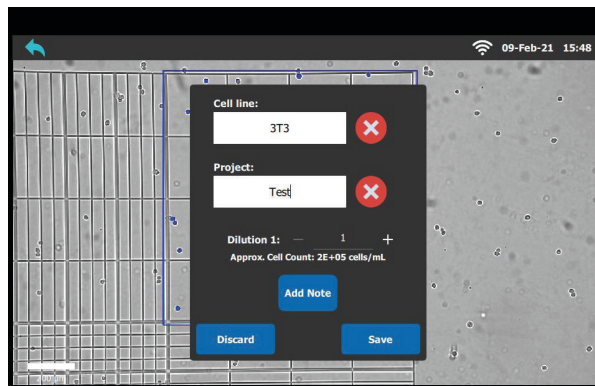 09-Feb-21 15:48
Cell line:
3T3
Project:
Test
Dilution 1: — 1 +
Approx. Cell Count: 2E+05 cells/mL
Add Note
Discard Save